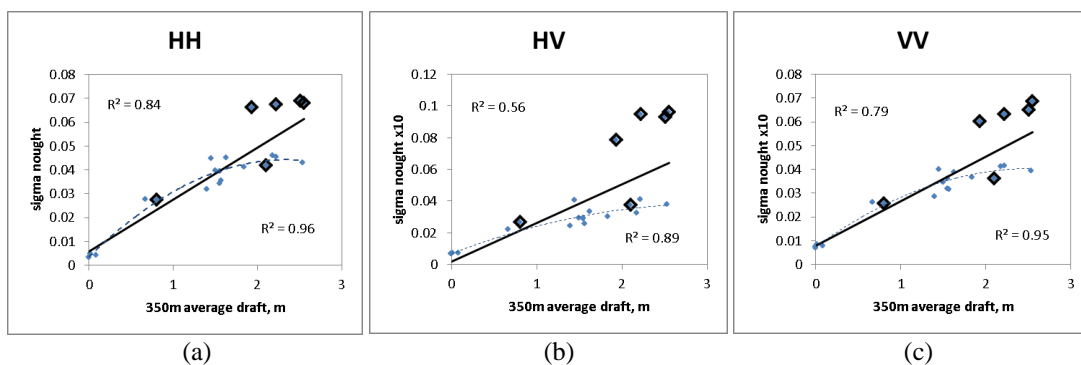 HH
sigma nought
0.08
0.07
0.06
0.05
0.04
0.03
0.02
0.01
0
R² = 0.84
R² = 0.96
0 1 2 3
350m average draft, m
(a)
HV
sigma nought x10
0.12
0.1
0.08
0.06
0.04
0.02
0
R² = 0.56
R² = 0.89
0 1 2 3
350m average draft, m
(b)
VV
sigma nought x10
0.08
0.07
0.06
0.05
0.04
0.03
0.02
0.01
0
R² = 0.79
R² = 0.95
0 1 2 3
350m average draft, m
(c)